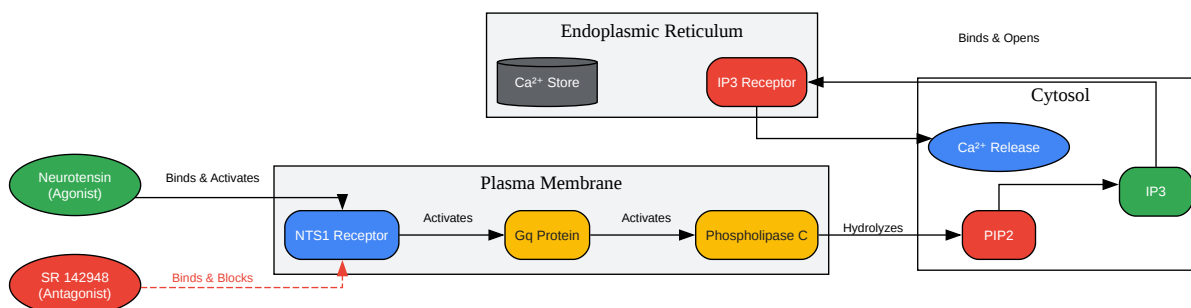 Endoplasmic Reticulum
Ca²⁺ Store
IP3 Receptor
Binds & Opens
Cytosol
Ca²⁺ Release
IP3
PIP2
Neurotensin
(Agonist)
Binds & Activates
Plasma Membrane
NTS1 Receptor
Activates
Gq Protein
Activates
Phospholipase C
Hydrolyzes
SR 142948
(Antagonist)
Binds & Blocks